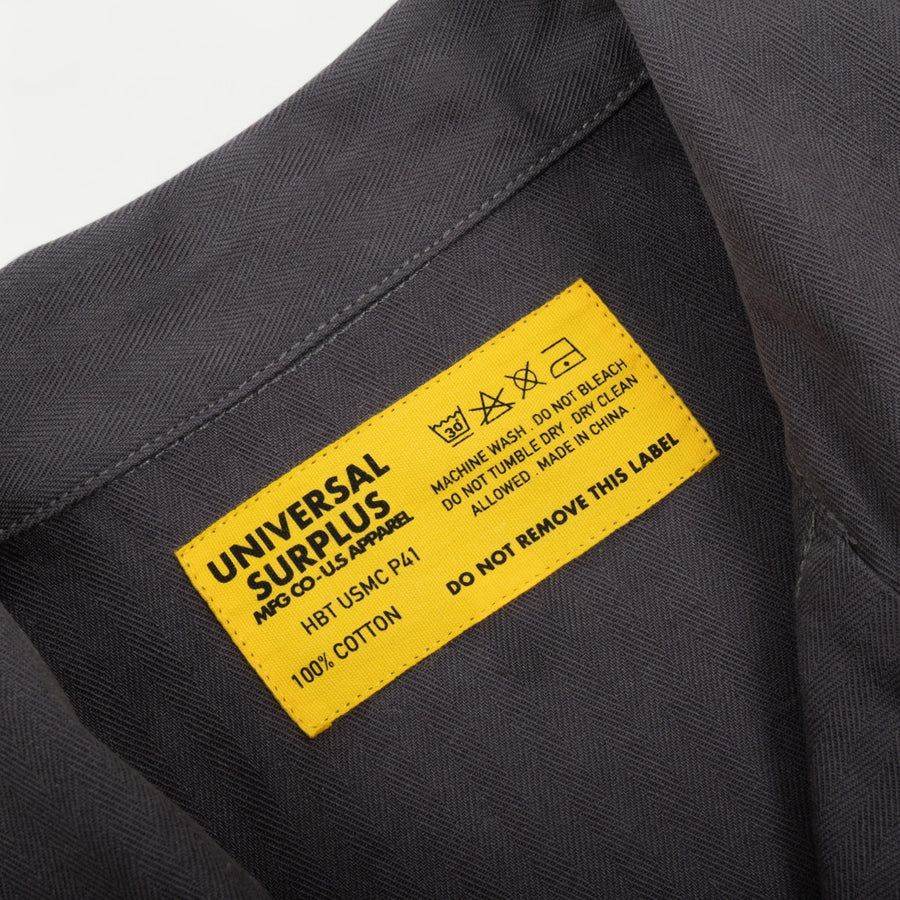 UNIVERSAL
SURPLUS
MFG CO - U.S APPAREL
HBT USMC P41
100% COTTON
30
MACHINE WASH . DO NOT BLEACH
DO NOT TUMBLE DRY . DRY CLEAN
ALLOWED . MADE IN CHINA .
DO NOT REMOVE THIS LABEL